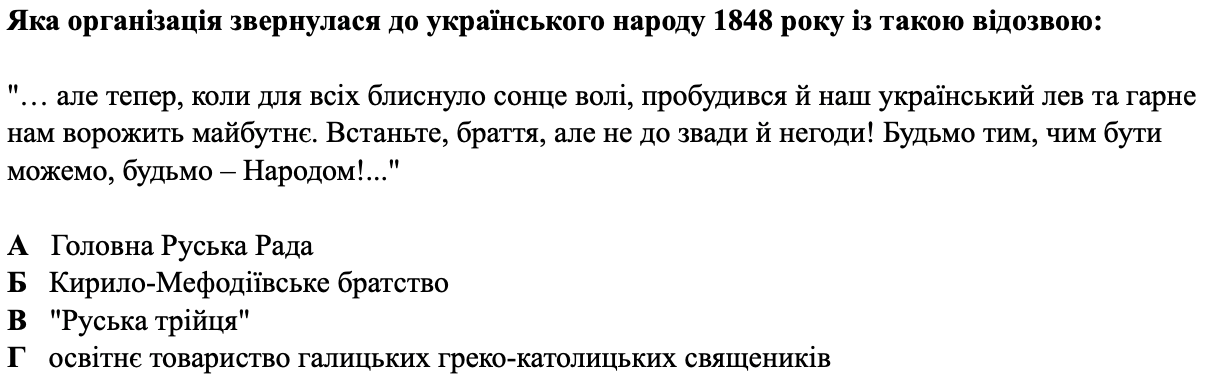 Яка організація звернулася до українського народу 1848 року із такою відозвою:
"… але тепер, коли для всіх блиснуло сонце волі, пробудився й наш український лев та гарне
нам ворожить майбутнє. Встаньте, браття, але не до звади й негоди! Будьмо тим, чим бути
можемо, будьмо – Народом!..."
А Головна Руська Рада
Б Кирило-Мефодіївське братство
В "Руська трійця"
Г освітнє товариство галицьких греко-католицьких священиків